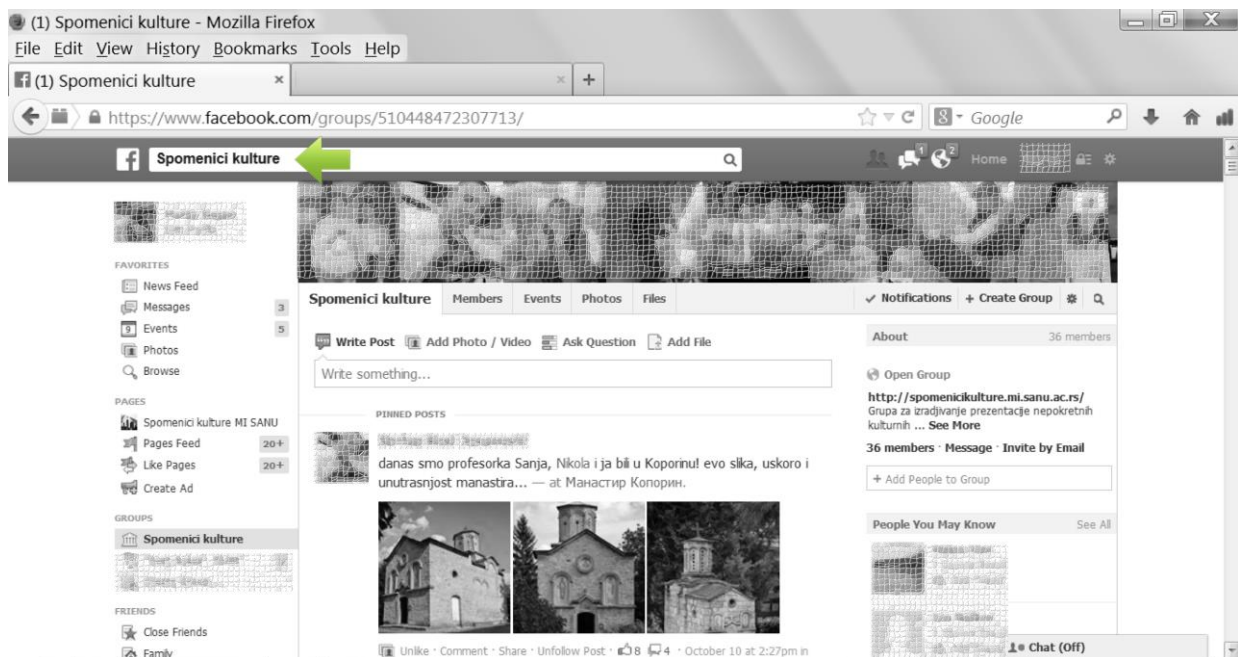 (1) Spomenici kulture - Mozilla Firefox
File Edit View History Bookmarks Tools Help
(1) Spomenici kulture
https://www.facebook.com/groups/510448472307713/
Google
Spomenici kulture
1
2
Home
FAVORITES
News Feed
Messages 3
Events 5
Photos
Browse
PAGES
Spomenici kulture MI SANU
Pages Feed 20+
Like Pages 20+
Create Ad
GROUPS
Spomenici kulture
FRIENDS
Close Friends
Family
Spomenici kulture Members Events Photos Files
Notifications + Create Group
Write Post Add Photo / Video Ask Question Add File
Write something...
PINNED POSTS
danas smo profesorka Sanja, Nikola i ja bili u Koporinu! evo slika, uskoro i
unutrasnjost manastira... — at Манастир Копорин.
Unlike · Comment · Share · Unfollow Post · 8 4 · October 10 at 2:27pm in
About 36 members
Open Group
http://spomenicikulture.mi.sanu.ac.rs/
Grupa za izradjivanje prezentacije nepokretnih
kulturnih ... See More
36 members · Message · Invite by Email
+ Add People to Group
People You May Know See All
Chat (Off)